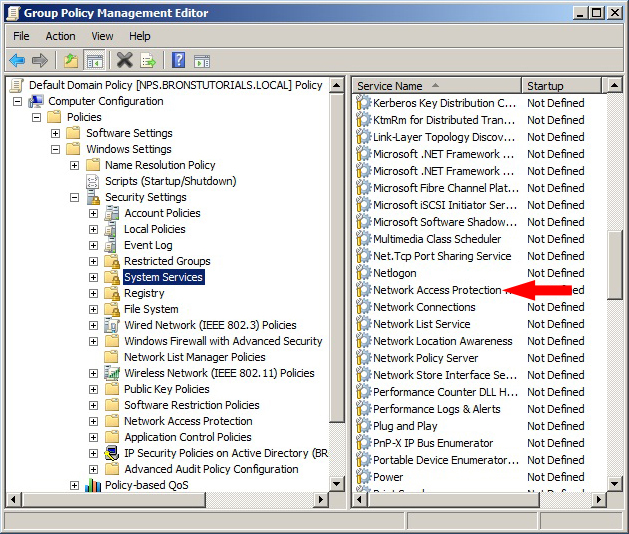 Group Policy Management Editor
File Action View Help
Default Domain Policy [NPS.BRONSTUTORIALS.LOCAL] Policy
Computer Configuration
Policies
Software Settings
Windows Settings
Name Resolution Policy
Scripts (Startup/Shutdown)
Security Settings
Account Policies
Local Policies
Event Log
Restricted Groups
System Services
Registry
File System
Wired Network (IEEE 802.3) Policies
Windows Firewall with Advanced Security
Network List Manager Policies
Wireless Network (IEEE 802.11) Policies
Public Key Policies
Software Restriction Policies
Network Access Protection
Application Control Policies
IP Security Policies on Active Directory (BR
Advanced Audit Policy Configuration
Policy-based QoS
Service Name Startup
Kerberos Key Distribution C... Not Defined
KtmRm for Distributed Tran... Not Defined
Link-Layer Topology Discov... Not Defined
Microsoft .NET Framework ... Not Defined
Microsoft .NET Framework ... Not Defined
Microsoft Fibre Channel Plat... Not Defined
Microsoft iSCSI Initiator Ser... Not Defined
Microsoft Software Shadow... Not Defined
Multimedia Class Scheduler Not Defined
Net.Tcp Port Sharing Service Not Defined
Netlogon Not Defined
Network Access Protection Not Defined
Network Connections Not Defined
Network List Service Not Defined
Network Location Awareness Not Defined
Network Policy Server Not Defined
Network Store Interface Se... Not Defined
Performance Counter DLL H... Not Defined
Performance Logs & Alerts Not Defined
Plug and Play Not Defined
PnP-X IP Bus Enumerator Not Defined
Portable Device Enumerator... Not Defined
Power Not Defined